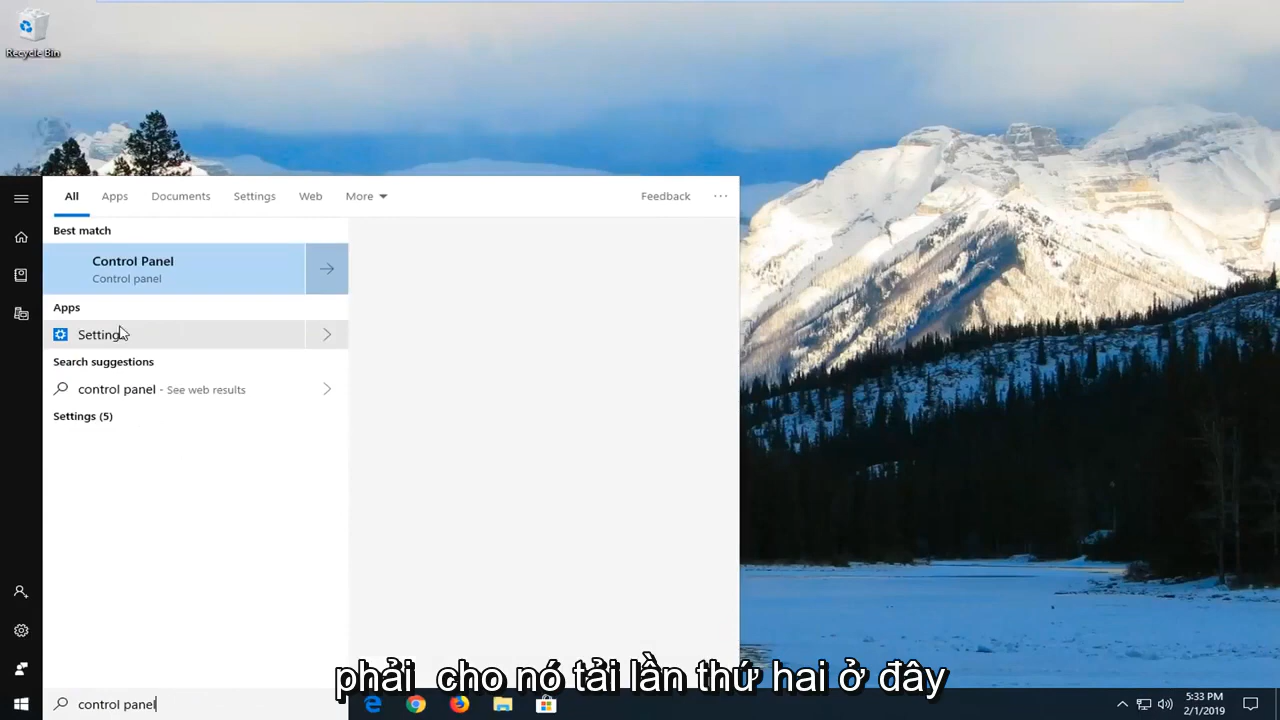 Recycle Bin
All Apps Documents Settings Web More Feedback ...
Best match
Control Panel
Control panel
Apps
Setting
Search suggestions
control panel - See web results
Settings (5)
phải cho nó tải lần thứ hai ở đây
control panel
5:33 PM
2/1/2019